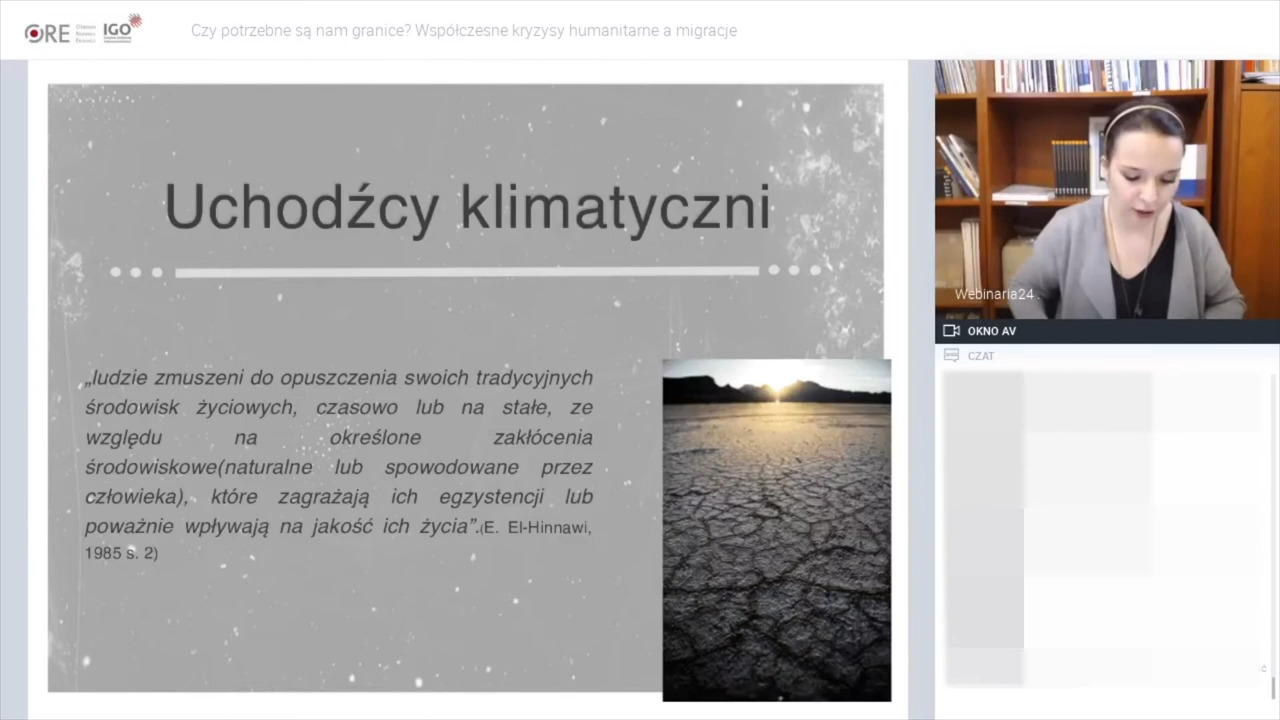 ORE
IGO
Czy potrzebne są nam granice? Współczesne kryzysy humanitarne a migracje
Uchodźcy klimatyczni
„ludzie zmuszeni do opuszczenia swoich tradycyjnych
środowisk życiowych, czasowo lub na stałe, ze
względu na określone zakłócenia
środowiskowe(naturalne lub spowodowane przez
człowieka), które zagrażają ich egzystencji lub
poważnie wpływają na jakość ich życia”.(E. El-Hinnawi,
1985 s. 2)
Webinaria24 .
OKNO AV
CZAT